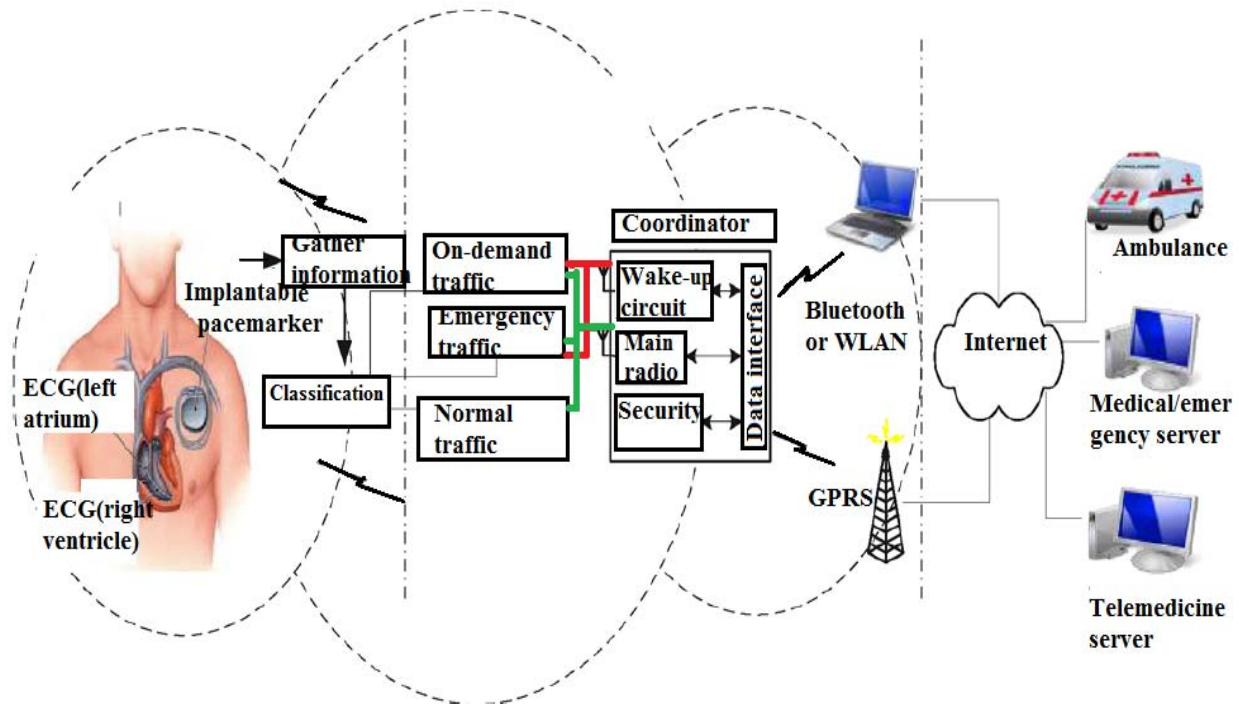 Gather
information
Implantable
pacemarker
ECG(left
atrium)
ECG(right
ventricle)
Classification
On-demand
traffic
Emergency
traffic
Normal
traffic
Coordinator
Wake-up
circuit
Main
radio
Security
Data interface
Bluetooth
or WLAN
GPRS
Internet
Ambulance
Medical/emer
gency server
Telemedicine
server